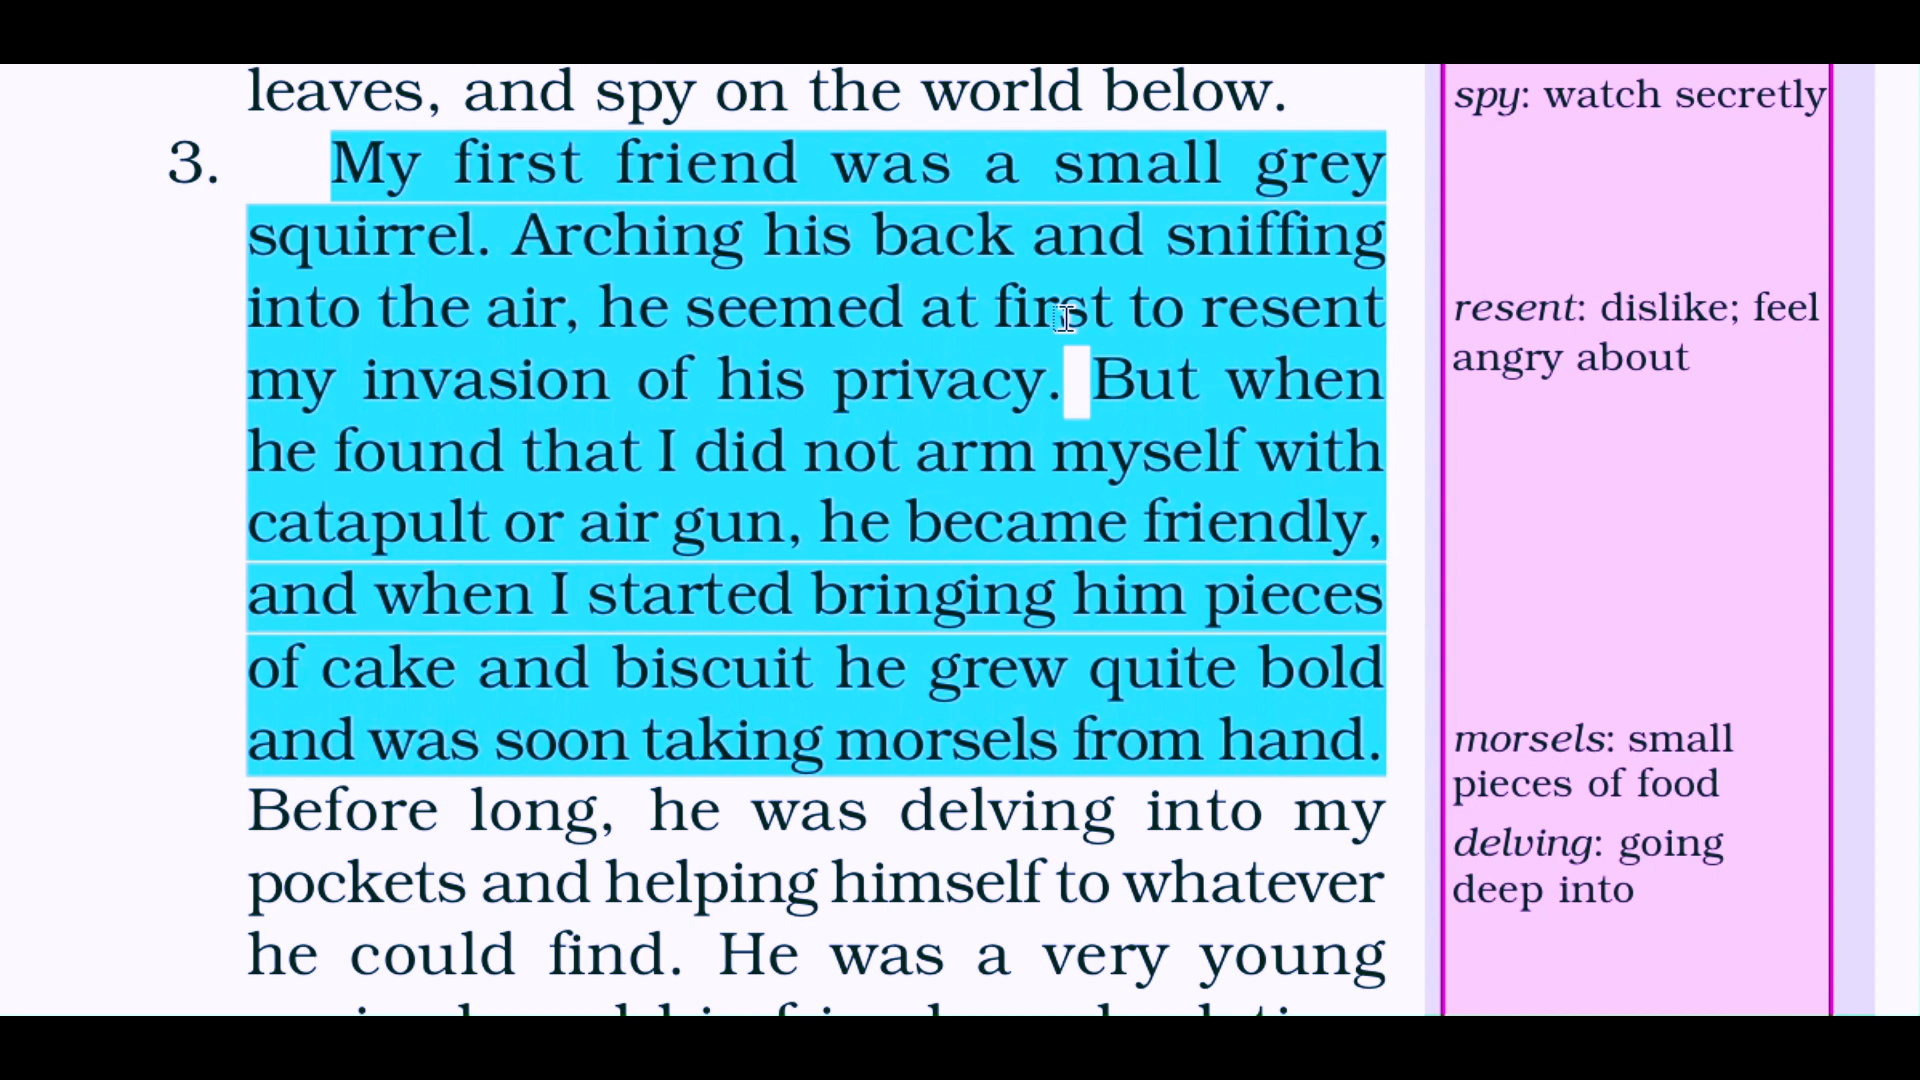 leaves, and spy on the world below.
3. My first friend was a small grey
squirrel. Arching his back and sniffing
into the air, he seemed at first to resent
my invasion of his privacy. But when
he found that I did not arm myself with
catapult or air gun, he became friendly,
and when I started bringing him pieces
of cake and biscuit he grew quite bold
and was soon taking morsels from hand.
Before long, he was delving into my
pockets and helping himself to whatever
he could find. He was a very young
spy: watch secretly
resent: dislike; feel
angry about
morsels: small
pieces of food
delving: going
deep into